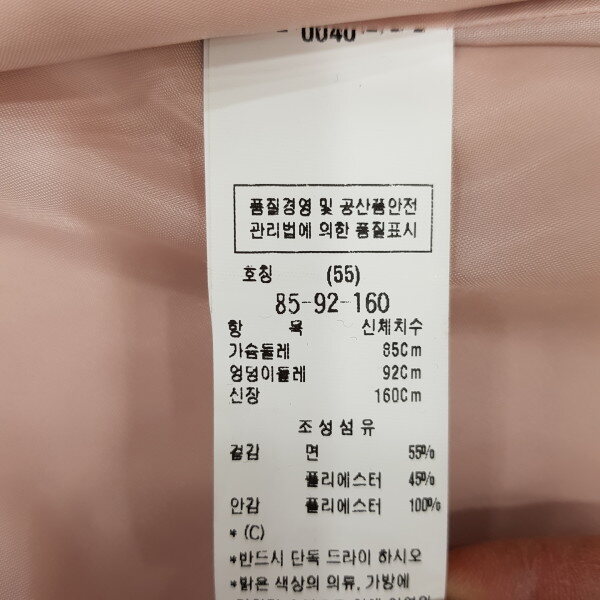 0040
품질경영 및 공산품안전
관리법에 의한 품질표시
호칭 (55)
85-92-160
항 목 신체치수
가슴둘레 85Cm
엉덩이둘레 92Cm
신장 160Cm
조성섬유
겉감 면 55%
폴리에스터 45%
안감 폴리에스터 100%
* (C)
*반드시 단독 드라이 하시오
*밝은 색상의 의류, 가방에